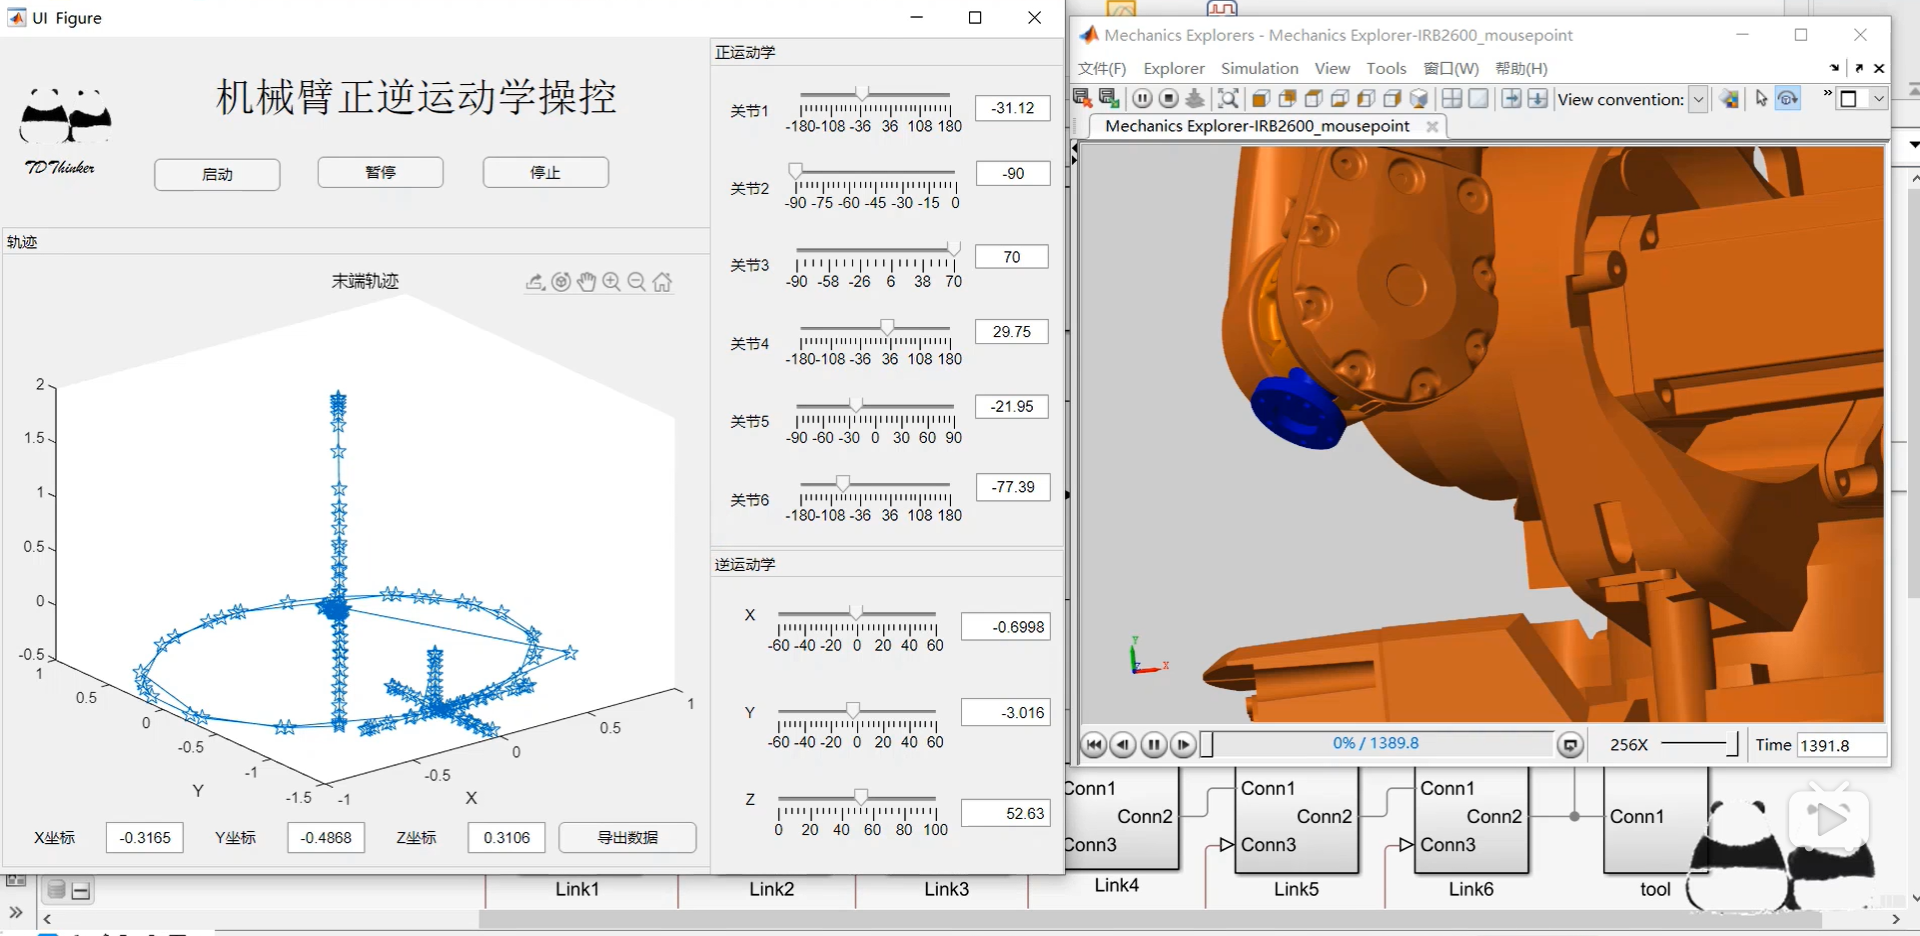 UI Figure
机械臂正逆运动学操控
TD Thinker
启动
暂停
停止
轨迹
末端轨迹
2
1.5
1
0.5
0
-0.5
1
0.5
0
-0.5
-1
-1.5
Y
-1
-0.5
0
0.5
1
X
X坐标
-0.3165
Y坐标
-0.4868
Z坐标
0.3106
导出数据
正运动学
关节1
-180 -108 -36 36 108 180
-31.12
关节2
-90 -75 -60 -45 -30 -15 0
-90
关节3
-90 -58 -26 6 38 70
70
关节4
-180 -108 -36 36 108 180
29.75
关节5
-90 -60 -30 0 30 60 90
-21.95
关节6
-180 -108 -36 36 108 180
-77.39
逆运动学
X
-60 -40 -20 0 20 40 60
-0.6998
Y
-60 -40 -20 0 20 40 60
-3.016
Z
0 20 40 60 80 100
52.63
Mechanics Explorers - Mechanics Explorer-IRB2600_mousepoint
文件(F) Explorer Simulation View Tools 窗口(W) 帮助(H)
View convention:
Mechanics Explorer-IRB2600_mousepoint
Y
X
Z
0% / 1389.8
256X
Time 1391.8
Conn1
Conn2
Conn3
Conn1
Conn2
Conn3
Conn1
Conn2
Conn3
Conn1
Link1
Link2
Link3
Link4
Link5
Link6
tool